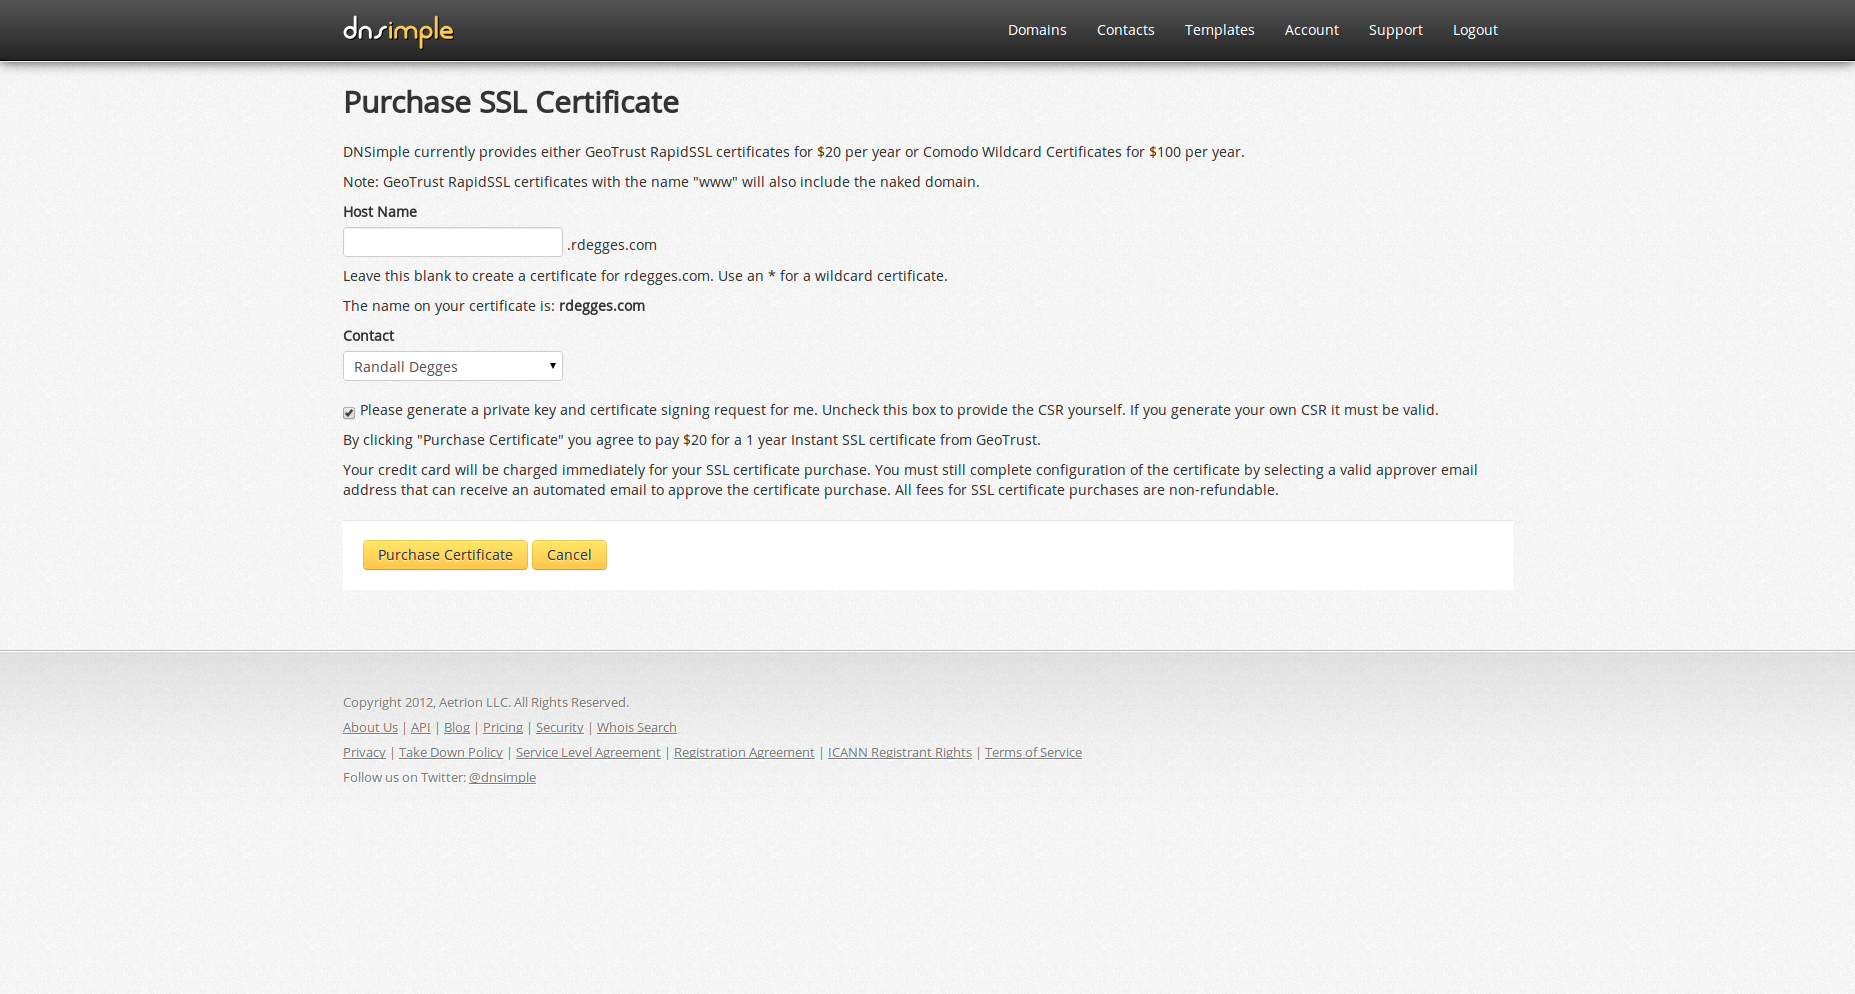 dnsimple
Domains Contacts Templates Account Support Logout
Purchase SSL Certificate
DNSimple currently provides either GeoTrust RapidSSL certificates for $20 per year or Comodo Wildcard Certificates for $100 per year.
Note: GeoTrust RapidSSL certificates with the name "www" will also include the naked domain.
Host Name
.rdegges.com
Leave this blank to create a certificate for rdegges.com. Use an * for a wildcard certificate.
The name on your certificate is: rdegges.com
Contact
Randall Degges
Please generate a private key and certificate signing request for me. Uncheck this box to provide the CSR yourself. If you generate your own CSR it must be valid.
By clicking "Purchase Certificate" you agree to pay $20 for a 1 year Instant SSL certificate from GeoTrust.
Your credit card will be charged immediately for your SSL certificate purchase. You must still complete configuration of the certificate by selecting a valid approver email
address that can receive an automated email to approve the certificate purchase. All fees for SSL certificate purchases are non-refundable.
Purchase Certificate Cancel
Copyright 2012, Aetrion LLC. All Rights Reserved.
About Us | API | Blog | Pricing | Security | Whois Search
Privacy | Take Down Policy | Service Level Agreement | Registration Agreement | ICANN Registrant Rights | Terms of Service
Follow us on Twitter: @dnsimple